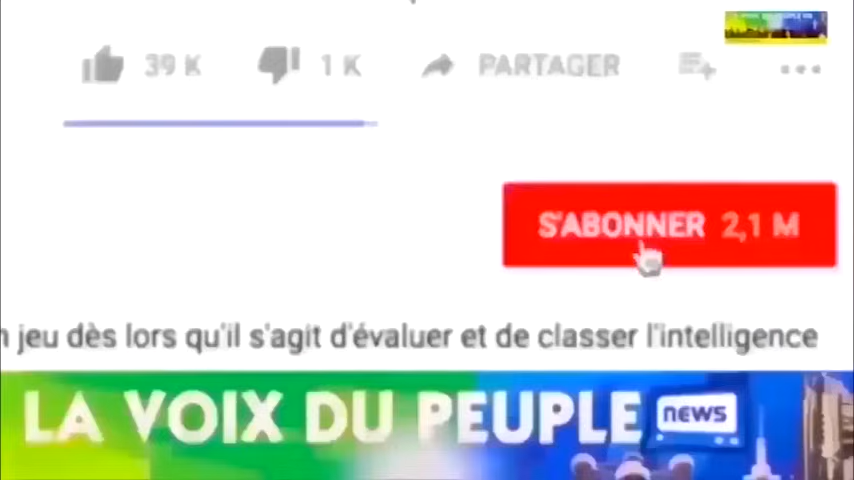 39 K 1 K PARTAGER
S'ABONNER 2,1 M
jeu dès lors qu'il s'agit d'évaluer et de classer l'intelligence
LA VOIX DU PEUPLE news